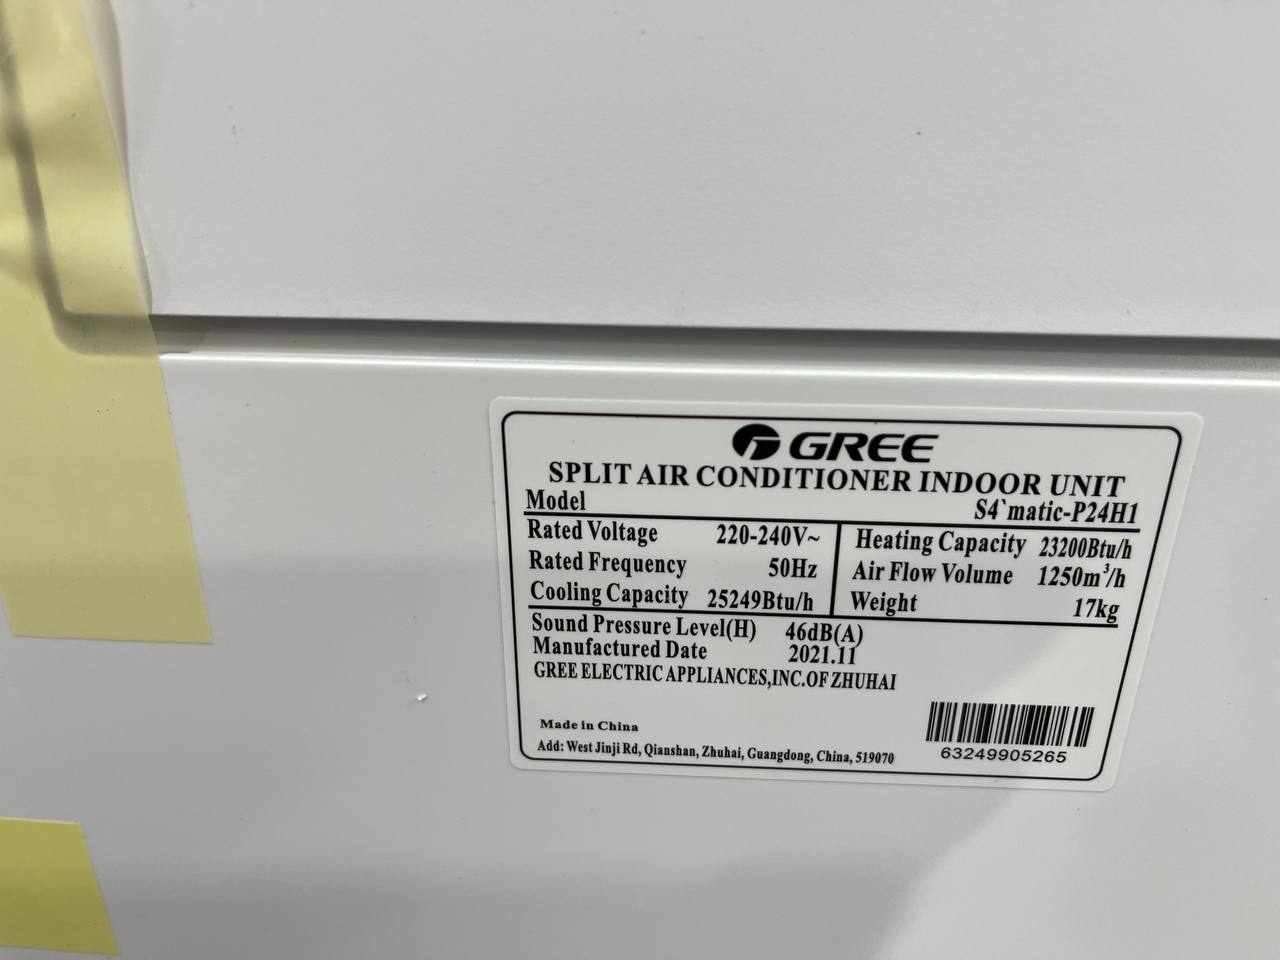 GREE
SPLIT AIR CONDITIONER INDOOR UNIT
Model S4`matic-P24H1
Rated Voltage 220-240V~
Rated Frequency 50Hz
Cooling Capacity 25249Btu/h
Heating Capacity 23200Btu/h
Air Flow Volume 1250m³/h
Weight 17kg
Sound Pressure Level(H) 46dB(A)
Manufactured Date 2021.11
GREE ELECTRIC APPLIANCES,INC.OF ZHUHAI
Made in China
Add: West Jinji Rd, Qianshan, Zhuhai, Guangdong, China, 519070
63249905265